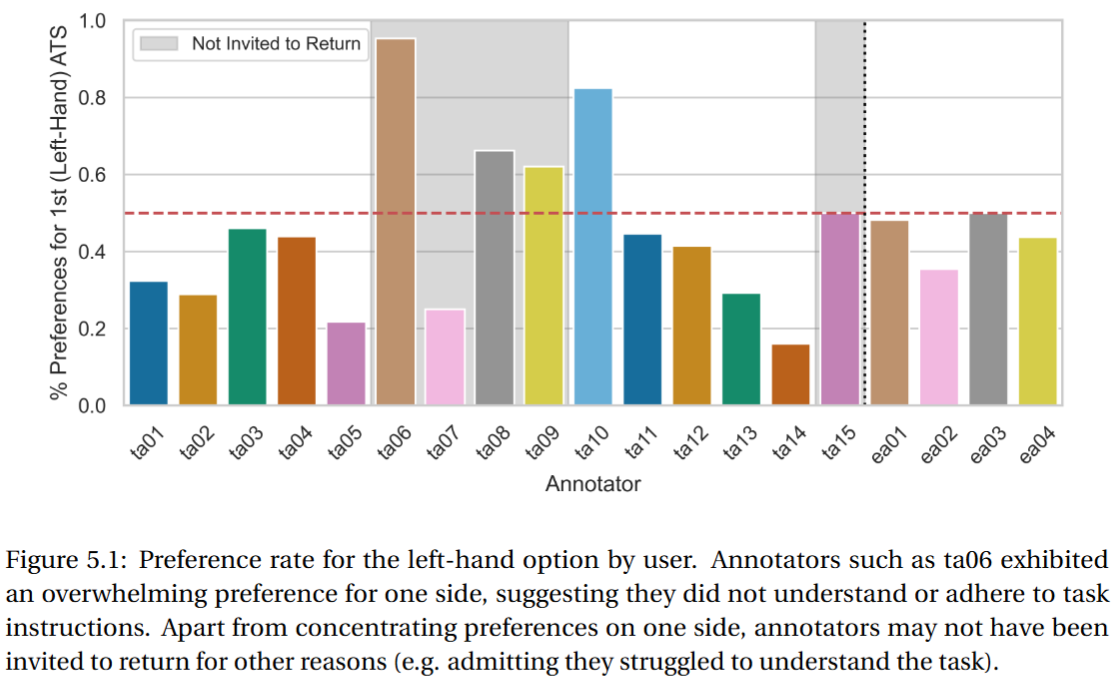 % Preferences for 1st (Left-Hand) ATS
1.0
0.8
0.6
0.4
0.2
0.0
Not Invited to Return
ta01
ta02
ta03
ta04
ta05
ta06
ta07
ta08
ta09
ta10
ta11
ta12
ta13
ta14
ta15
ea01
ea02
ea03
ea04
Annotator
Figure 5.1: Preference rate for the left-hand option by user. Annotators such as ta06 exhibited
an overwhelming preference for one side, suggesting they did not understand or adhere to task
instructions. Apart from concentrating preferences on one side, annotators may not have been
invited to return for other reasons (e.g. admitting they struggled to understand the task).